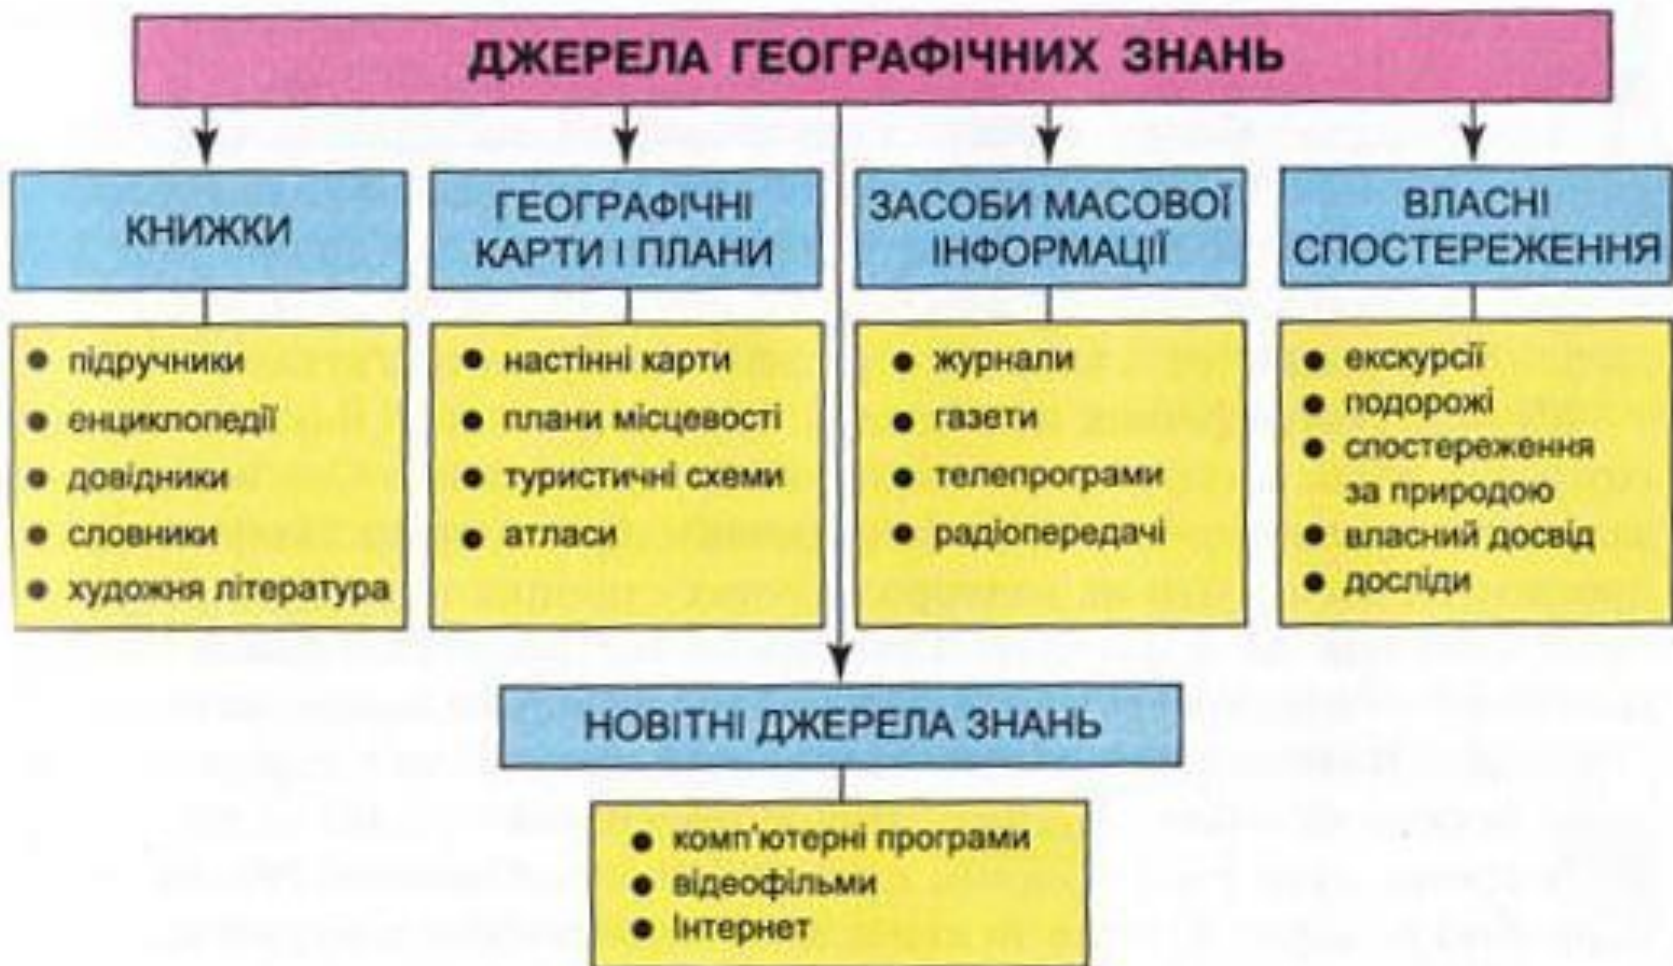 ДЖЕРЕЛА ГЕОГРАФІЧНИХ ЗНАНЬ
КНИЖКИ
підручники
енциклопедії
довідники
словники
художня література
ГЕОГРАФІЧНІ
КАРТИ І ПЛАНИ
настінні карти
плани місцевості
туристичні схеми
атласи
ЗАСОБИ МАСОВОЇ
ІНФОРМАЦІЇ
журнали
газети
телепрограми
радіопередачі
ВЛАСНІ
СПОСТЕРЕЖЕННЯ
екскурсії
подорожі
спостереження
за природою
власний досвід
досліди
НОВІТНІ ДЖЕРЕЛА ЗНАНЬ
комп'ютерні програми
відеофільми
Інтернет